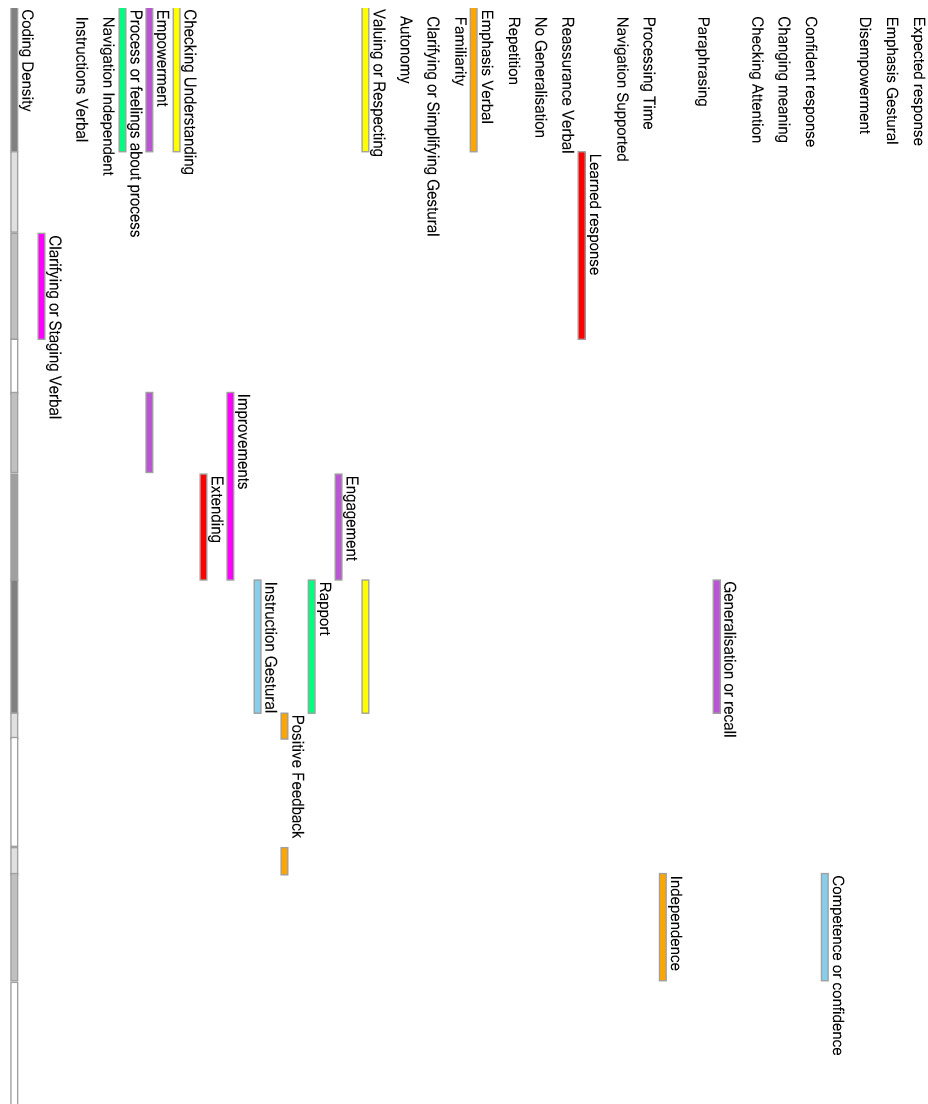 Coding Density
Clarifying or Staging Verbal
Instructions Verbal
Navigation Independent
Process or feelings about process
Empowerment
Checking Understanding
Extending
Improvements
Instruction Gestural
Positive Feedback
Rapport
Engagement
Valuing or Respecting
Autonomy
Clarifying or Simplifying Gestural
Familiarity
Emphasis Verbal
Repetition
No Generalisation
Reassurance Verbal
Learned response
Navigation Supported
Processing Time
Independence
Paraphrasing
Generalisation or recall
Checking Attention
Changing meaning
Confident response
Competence or confidence
Disempowerment
Emphasis Gestural
Expected response